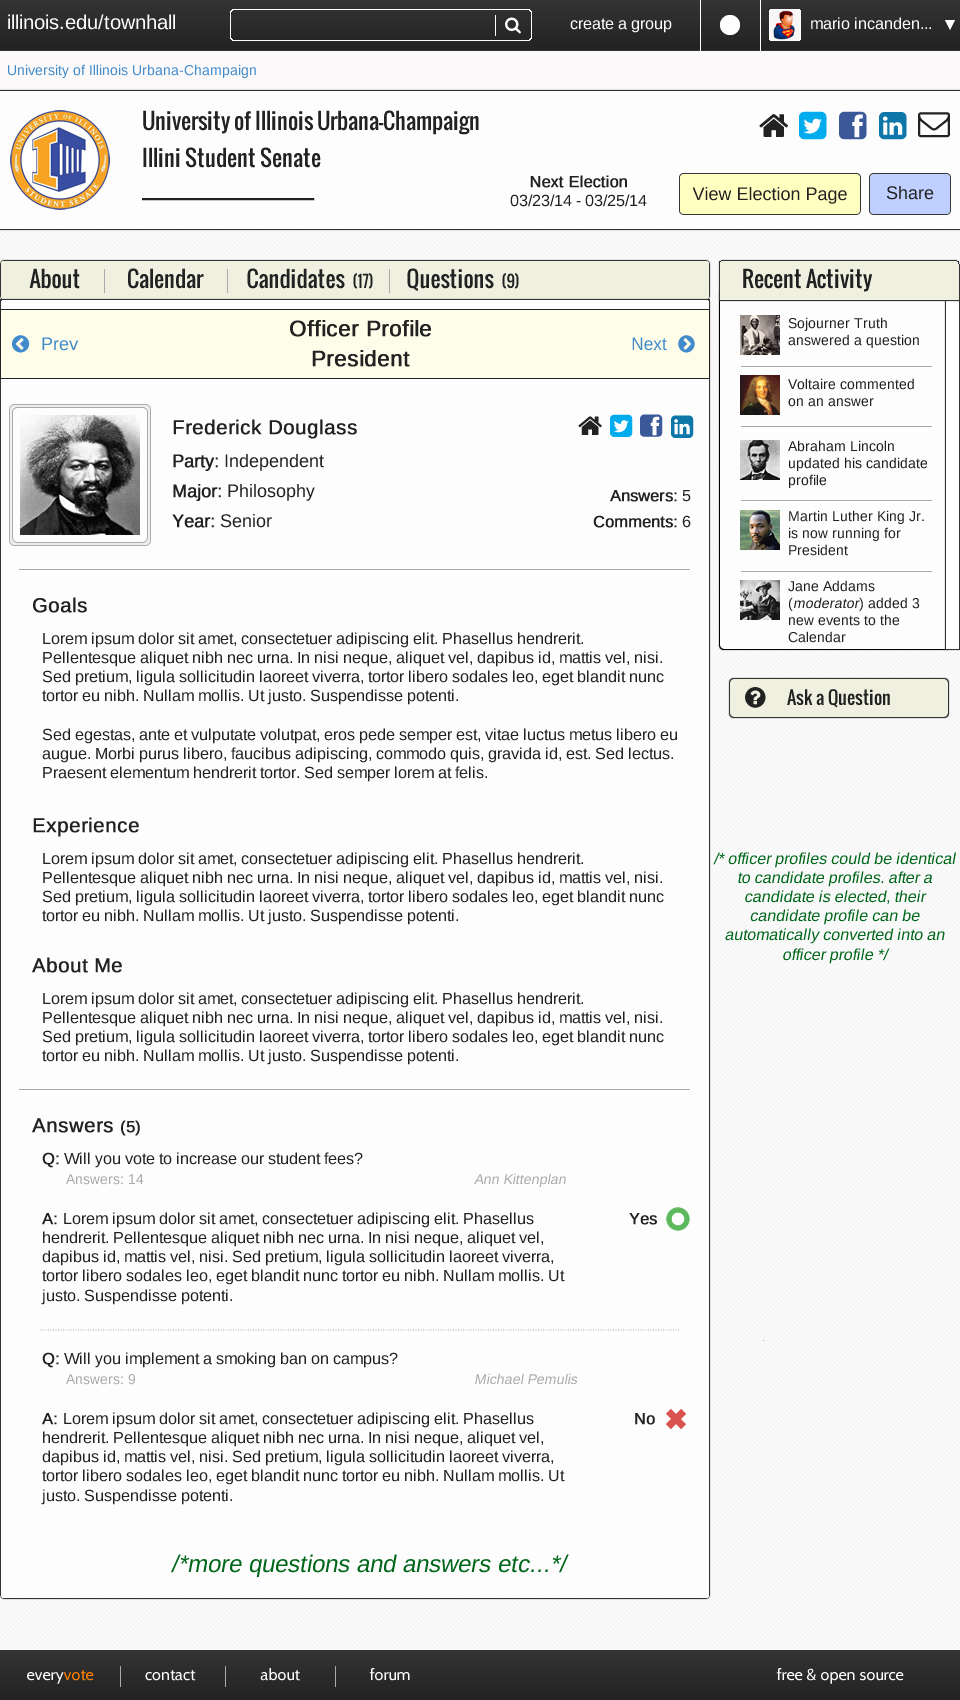 illinois.edu/townhall
create a group
mario incanden... ▼
University of Illinois Urbana-Champaign
UNIVERSITY OF ILLINOIS
STUDENT SENATE
University of Illinois Urbana-Champaign
Illini Student Senate
Next Election
03/23/14 - 03/25/14
View Election Page
Share
About
Calendar
Candidates (17)
Questions (9)
Prev
Officer Profile
President
Next
Frederick Douglass
Party: Independent
Major: Philosophy
Year: Senior
Answers: 5
Comments: 6
Goals
Lorem ipsum dolor sit amet, consectetuer adipiscing elit. Phasellus hendrerit.
Pellentesque aliquet nibh nec urna. In nisi neque, aliquet vel, dapibus id, mattis vel, nisi.
Sed pretium, ligula sollicitudin laoreet viverra, tortor libero sodales leo, eget blandit nunc
tortor eu nibh. Nullam mollis. Ut justo. Suspendisse potenti.
Sed egestas, ante et vulputate volutpat, eros pede semper est, vitae luctus metus libero eu
augue. Morbi purus libero, faucibus adipiscing, commodo quis, gravida id, est. Sed lectus.
Praesent elementum hendrerit tortor. Sed semper lorem at felis.
Experience
Lorem ipsum dolor sit amet, consectetuer adipiscing elit. Phasellus hendrerit.
Pellentesque aliquet nibh nec urna. In nisi neque, aliquet vel, dapibus id, mattis vel, nisi.
Sed pretium, ligula sollicitudin laoreet viverra, tortor libero sodales leo, eget blandit nunc
tortor eu nibh. Nullam mollis. Ut justo. Suspendisse potenti.
About Me
Lorem ipsum dolor sit amet, consectetuer adipiscing elit. Phasellus hendrerit.
Pellentesque aliquet nibh nec urna. In nisi neque, aliquet vel, dapibus id, mattis vel, nisi.
Sed pretium, ligula sollicitudin laoreet viverra, tortor libero sodales leo, eget blandit nunc
tortor eu nibh. Nullam mollis. Ut justo. Suspendisse potenti.
Answers (5)
Q: Will you vote to increase our student fees?
Answers: 14
Ann Kittenplan
A: Lorem ipsum dolor sit amet, consectetuer adipiscing elit. Phasellus
hendrerit. Pellentesque aliquet nibh nec urna. In nisi neque, aliquet vel,
dapibus id, mattis vel, nisi. Sed pretium, ligula sollicitudin laoreet viverra,
tortor libero sodales leo, eget blandit nunc tortor eu nibh. Nullam mollis. Ut
justo. Suspendisse potenti.
Yes
Q: Will you implement a smoking ban on campus?
Answers: 9
Michael Pemulis
A: Lorem ipsum dolor sit amet, consectetuer adipiscing elit. Phasellus
hendrerit. Pellentesque aliquet nibh nec urna. In nisi neque, aliquet vel,
dapibus id, mattis vel, nisi. Sed pretium, ligula sollicitudin laoreet viverra,
tortor libero sodales leo, eget blandit nunc tortor eu nibh. Nullam mollis. Ut
justo. Suspendisse potenti.
No
/*more questions and answers etc...*/
Recent Activity
Sojourner Truth
answered a question
Voltaire commented
on an answer
Abraham Lincoln
updated his candidate
profile
Martin Luther King Jr.
is now running for
President
Jane Addams
(moderator) added 3
new events to the
Calendar
Ask a Question
/* officer profiles could be identical
to candidate profiles. after a
candidate is elected, their
candidate profile can be
automatically converted into an
officer profile */
everyvote
contact
about
forum
free & open source